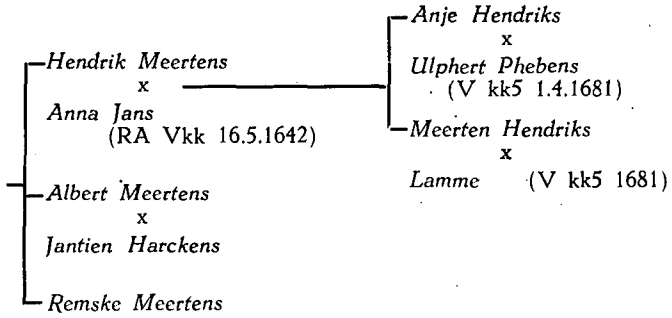 Hendrik Meertens
x
Anna Jans
(RA Vkk 16.5.1642)
Albert Meertens
x
Jantien Harckens
Remske Meertens
Anje Hendriks
x
Ulphert Phebens
(V kk5 1.4.1681)
Meerten Hendriks
x
Lamme (V kk5 1681)